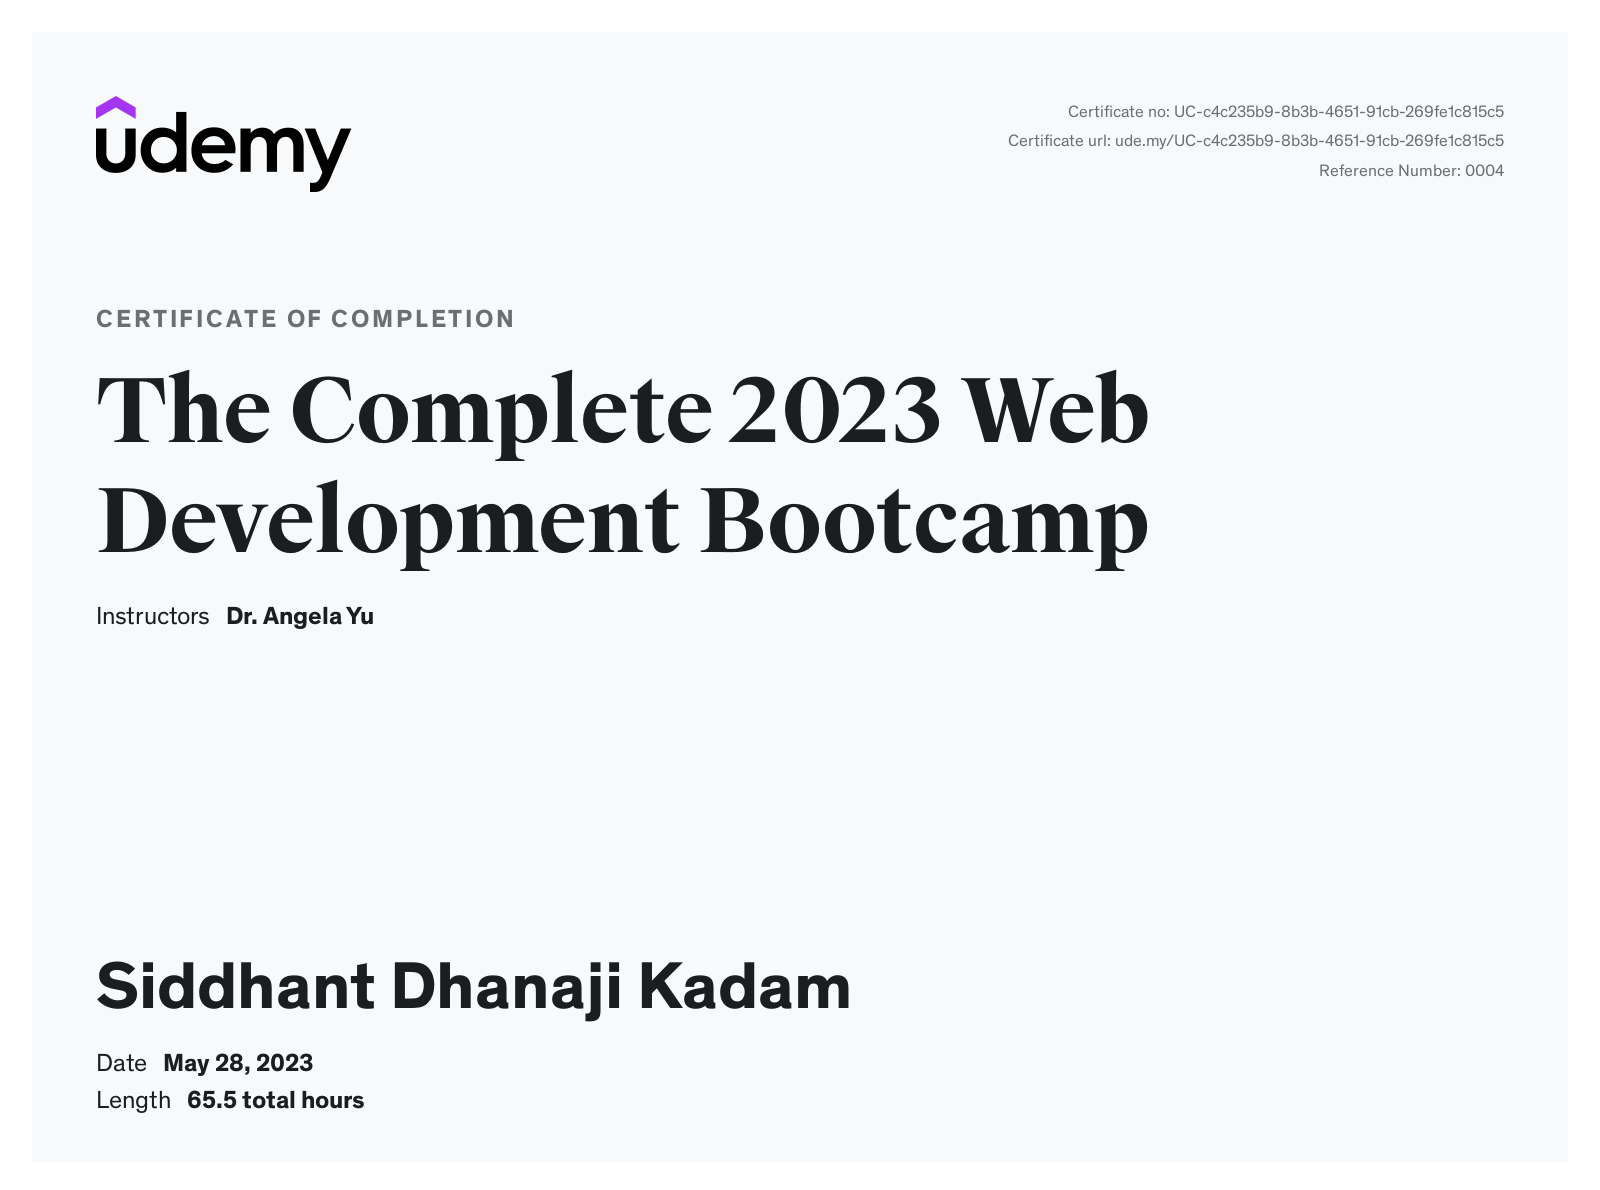 udemy
Certificate no: UC-c4c235b9-8b3b-4651-91cb-269fe1c815c5
Certificate url: ude.my/UC-c4c235b9-8b3b-4651-91cb-269fe1c815c5
Reference Number: 0004
CERTIFICATE OF COMPLETION
The Complete 2023 Web
Development Bootcamp
Instructors Dr. Angela Yu
Siddhant Dhanaji Kadam
Date May 28, 2023
Length 65.5 total hours